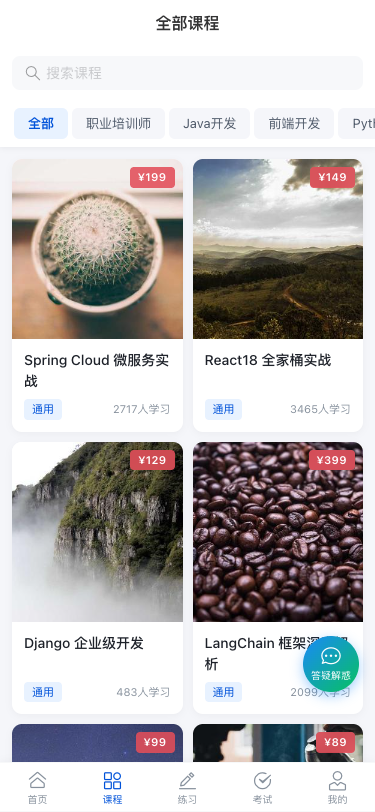 全部课程
搜索课程
全部 职业培训师 Java开发 前端开发 Pyth
¥199
¥149
Spring Cloud 微服务实
战
通用 2717人学习
React18 全家桶实战
通用 3465人学习
¥129
¥399
Django 企业级开发
通用 483人学习
LangChain 框架深
析
通用 2099人学习
答疑解惑
¥99
¥89
首页 课程 练习 考试 我的